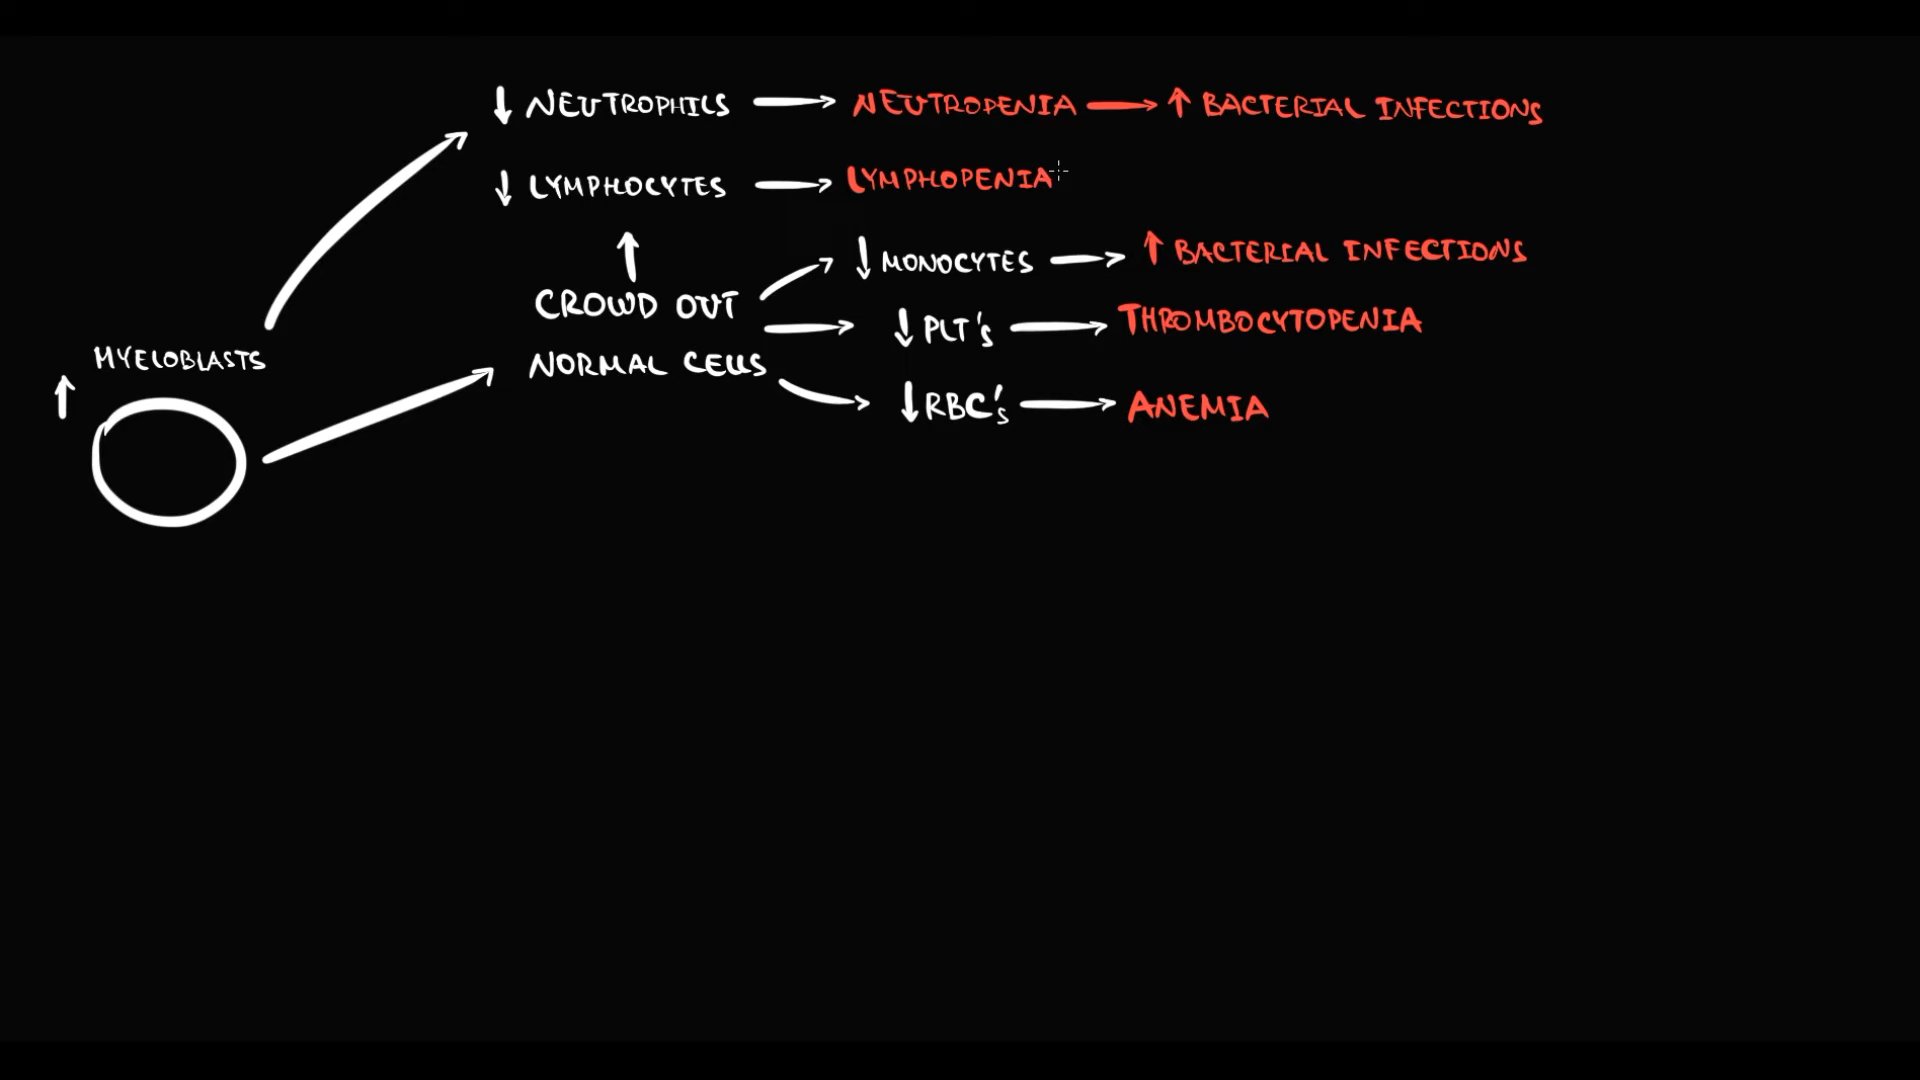 ↓ NEUTROPHILS → NEUTROPENIA → ↑ BACTERIAL INFECTIONS
↓ LYMPHOCYTES → LYMPHOPENIA
↓ MONOCYTES → ↑ BACTERIAL INFECTIONS
CROWD OUT
NORMAL CELLS
↓ PLT's → THROMBOCYTOPENIA
↓ RBC's → ANEMIA
↑ MYELOBLASTS